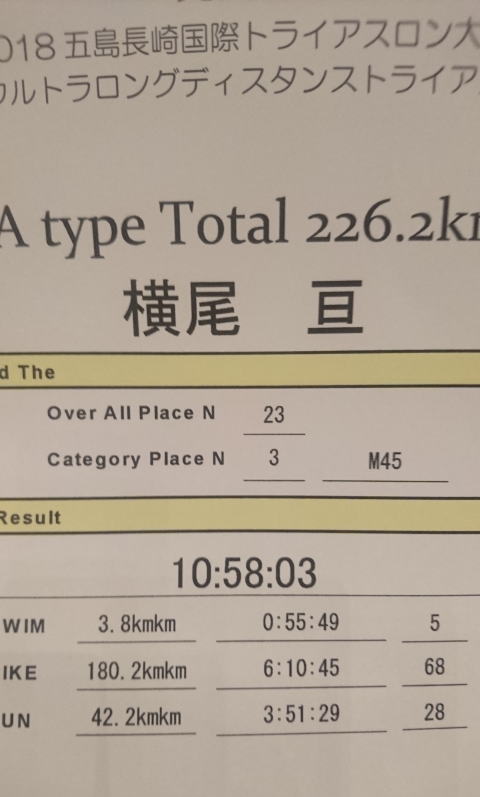 018 五島長崎国際トライアスロン大
ウルトラロングディスタンストライア
A type Total 226.2k
横尾 亘
d The
Over All Place N 23
Category Place N 3 M45
Result
10:58:03
WIM 3.8kmkm 0:55:49 5
IKE 180.2kmkm 6:10:45 68
UN 42.2kmkm 3:51:29 28